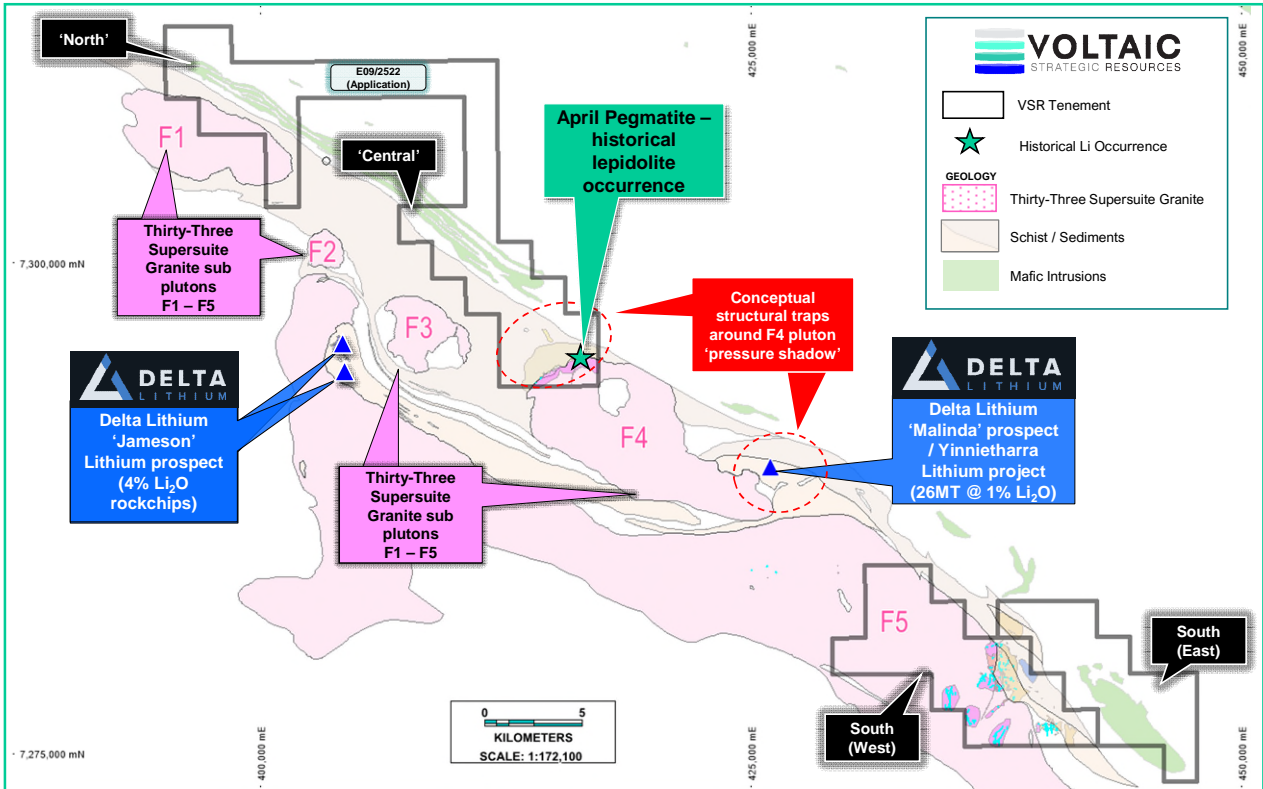 'North'
E09/2522
(Application)
425,000 mE
450,000 mE
VOLTAIC
STRATEGIC RESOURCES
VSR Tenement
Historical Li Occurrence
GEOLOGY
Thirty-Three Supersuite Granite
Schist / Sediments
Mafic Intrusions
April Pegmatite –
historical
lepidolite
occurrence
F1
'Central'
Thirty-Three
Supersuite
Granite sub
plutons
F1 – F5
F2
7,300,000 mN
F3
Conceptual
structural traps
around F4 pluton
'pressure shadow'
DELTA
LITHIUM
Delta Lithium
'Jameson'
Lithium prospect
(4% Li₂O
rockchips)
F4
DELTA
LITHIUM
Delta Lithium
'Malinda' prospect
/ Yinnietharra
Lithium project
(26MT @ 1% Li₂O)
Thirty-Three
Supersuite
Granite sub
plutons
F1 – F5
F5
South
(East)
South
(West)
0 5
KILOMETERS
SCALE: 1:172,100
7,275,000 mN
400,000 mE
425,000 mE
450,000 mE